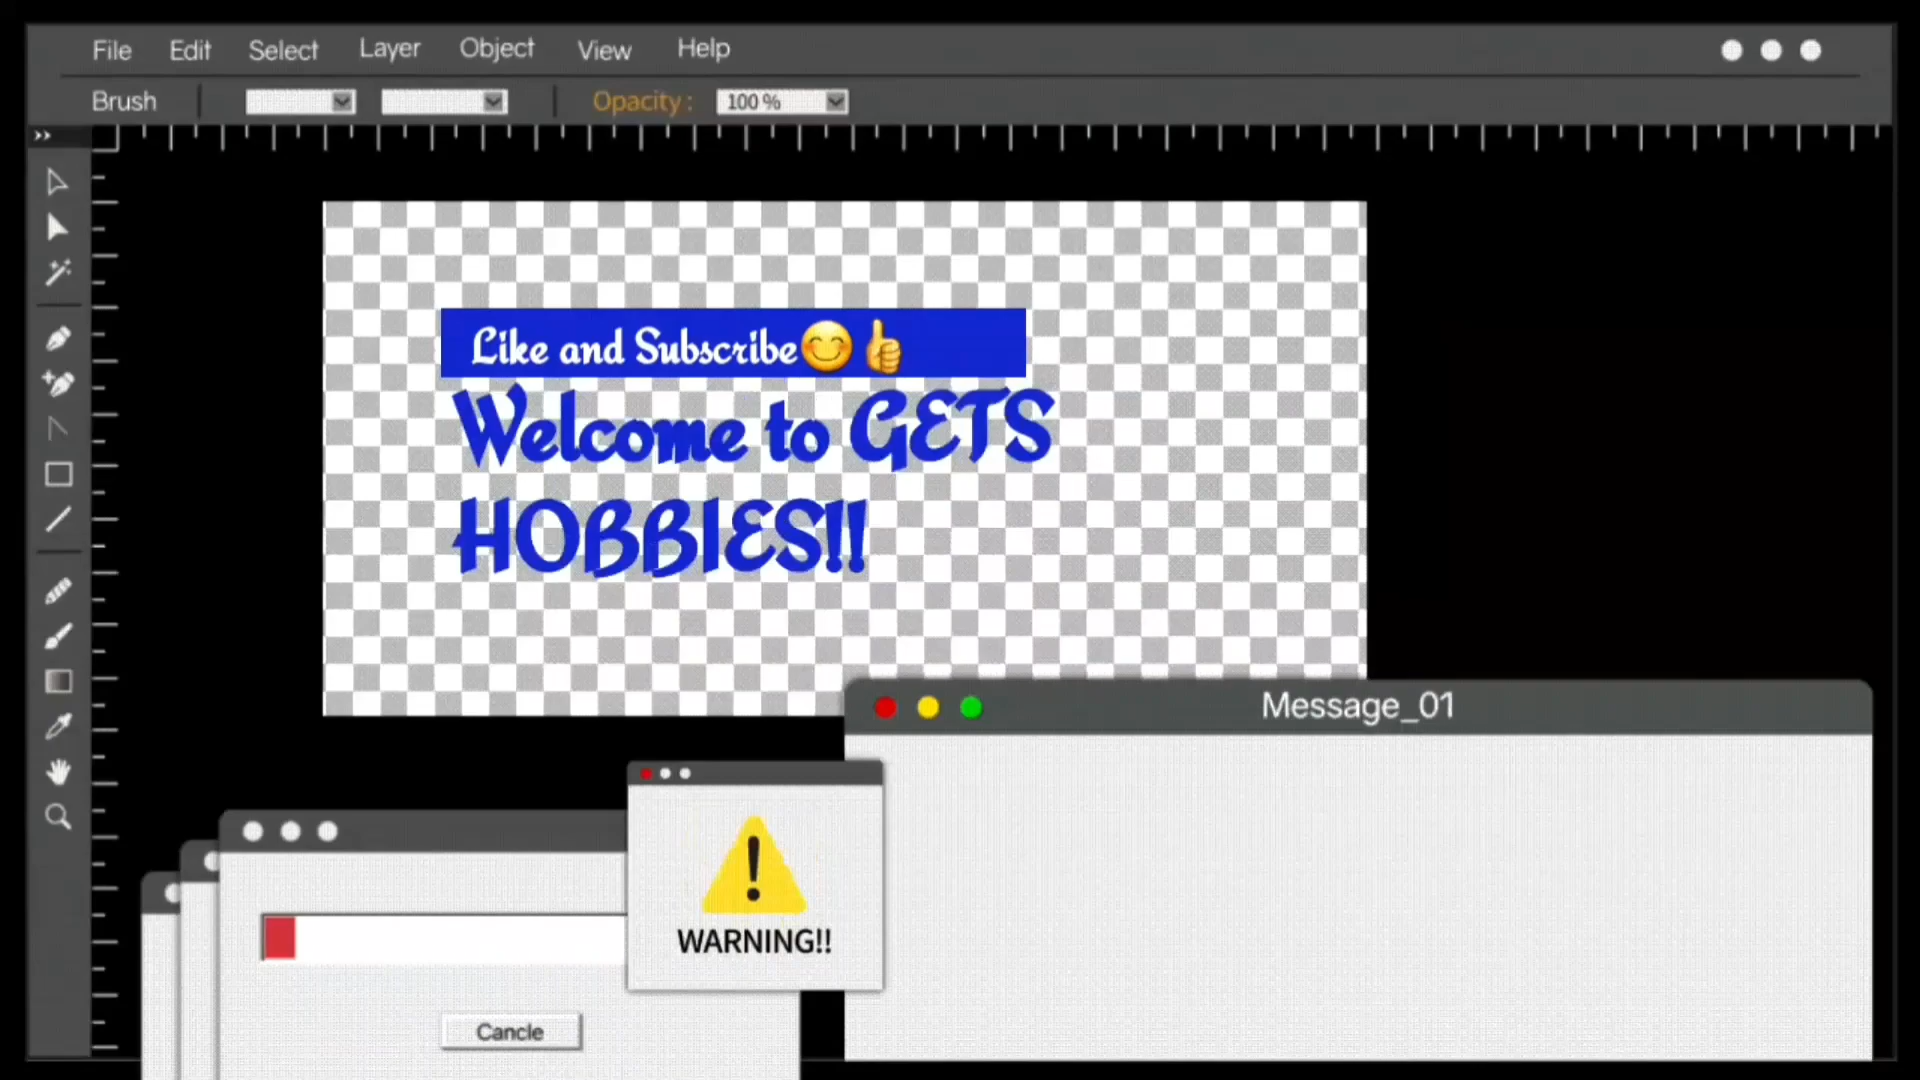 File Edit Select Layer Object View Help
Brush Opacity : 100 %
Like and Subscribe😊👍
Welcome to GETS
HOBBIES!!
Message_01
WARNING!!
Cancle